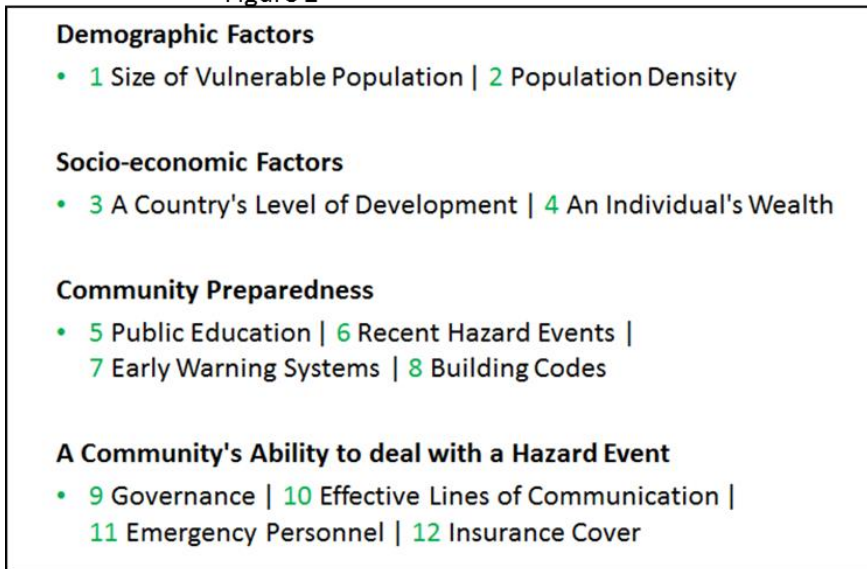 Figure 2
Demographic Factors
• 1 Size of Vulnerable Population | 2 Population Density
Socio-economic Factors
• 3 A Country's Level of Development | 4 An Individual's Wealth
Community Preparedness
• 5 Public Education | 6 Recent Hazard Events |
7 Early Warning Systems | 8 Building Codes
A Community's Ability to deal with a Hazard Event
• 9 Governance | 10 Effective Lines of Communication |
11 Emergency Personnel | 12 Insurance Cover